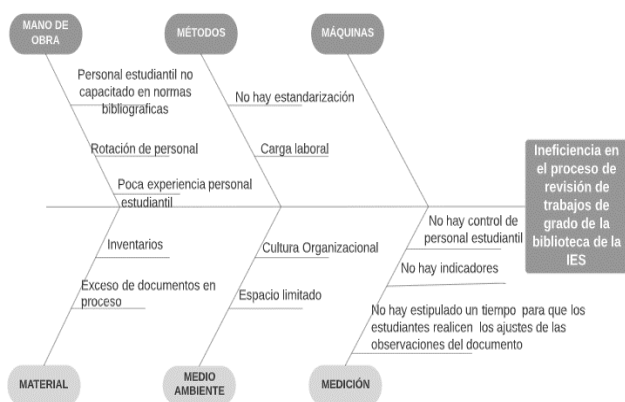 MANO DE
OBRA
MÉTODOS
MÁQUINAS
Personal estudiantil no
capacitado en normas
bibliograficas
No hay estandarización
Rotación de personal
Carga laboral
Poca experiencia personal
estudiantil
Ineficiencia en
el proceso de
revisión de
trabajos de
grado de la
biblioteca de la
IES
Inventarios
Exceso de documentos en
proceso
Cultura Organizacional
Espacio limitado
No hay control de
personal estudiantil
No hay indicadores
No hay estipulado un tiempo para que los
estudiantes realicen los ajustes de las
observaciones del documento
MATERIAL
MEDIO
AMBIENTE
MEDICIÓN